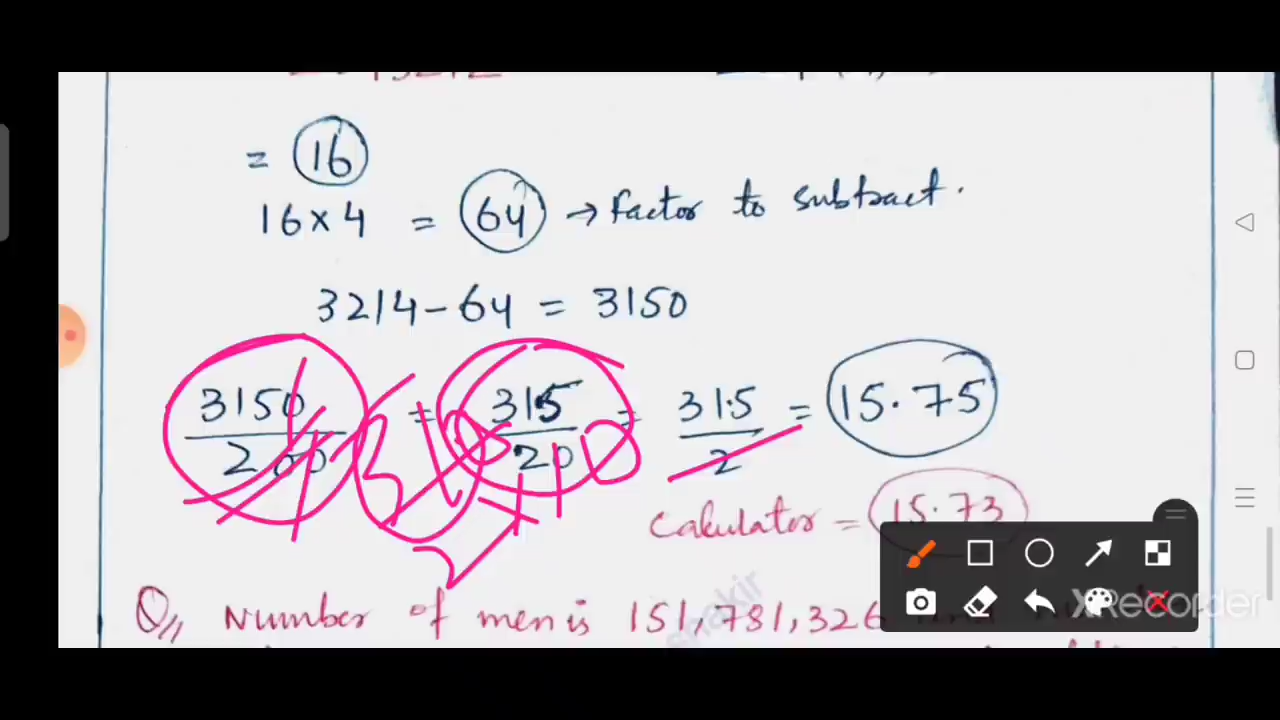 = 16
16 × 4 = 64 → factor to subtract.
3214 - 64 = 3150
3150/200 = 315/20 = 31.5/2 = 15.75
Calculator = 15.73
Q,, Number of men is 151,781,326
XRecorder